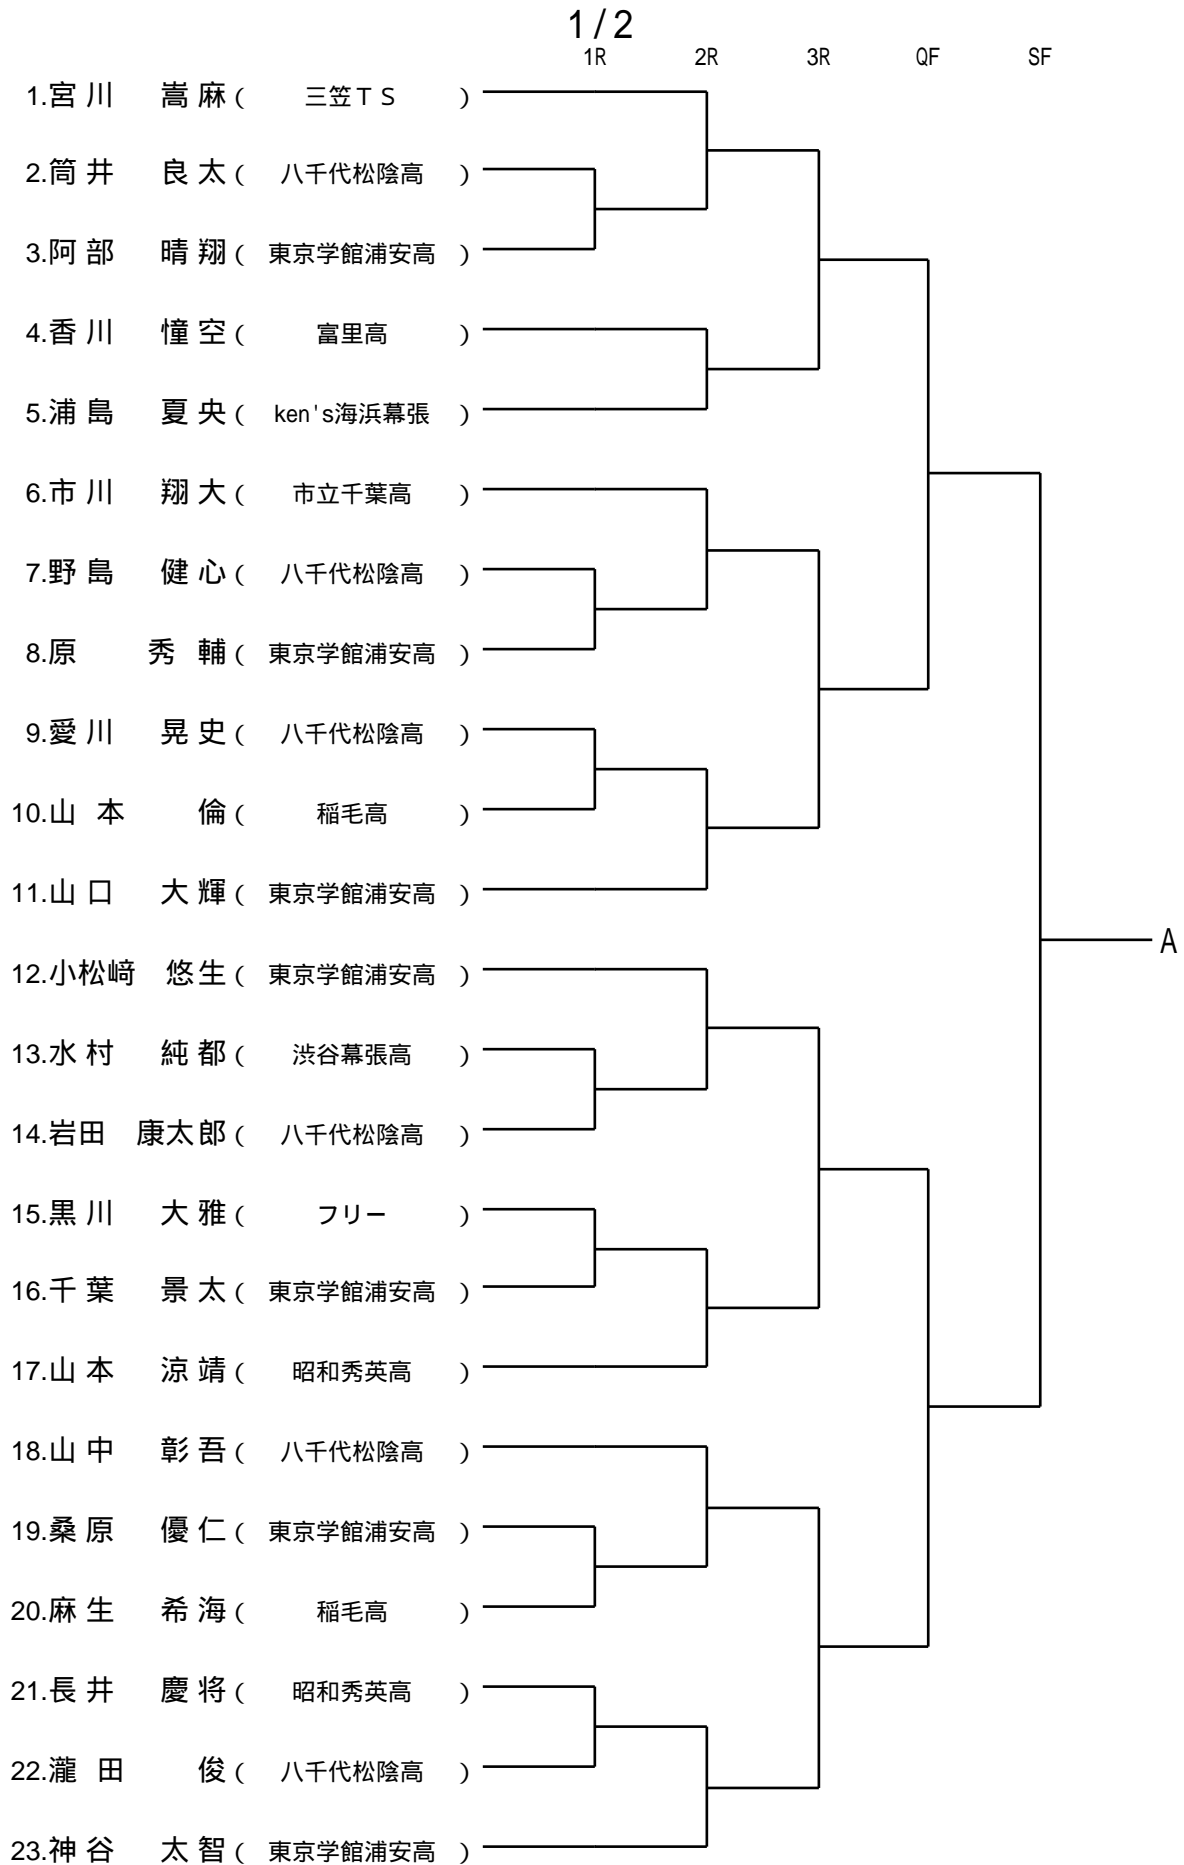 1/2
1R 2R 3R QF SF
1.宮川 嵩麻( 三笠ＴＳ )
2.筒井 良太( 八千代松陰高 )
3.阿部 晴翔( 東京学館浦安高 )
4.香川 憧空( 富里高 )
5.浦島 夏央( ken's海浜幕張 )
6.市川 翔大( 市立千葉高 )
7.野島 健心( 八千代松陰高 )
8.原 秀輔( 東京学館浦安高 )
9.愛川 晃史( 八千代松陰高 )
10.山本 倫( 稲毛高 )
11.山口 大輝( 東京学館浦安高 )
A
12.小松﨑 悠生( 東京学館浦安高 )
13.水村 純都( 渋谷幕張高 )
14.岩田 康太郎( 八千代松陰高 )
15.黒川 大雅( フリー )
16.千葉 景太( 東京学館浦安高 )
17.山本 涼靖( 昭和秀英高 )
18.山中 彰吾( 八千代松陰高 )
19.桑原 優仁( 東京学館浦安高 )
20.麻生 希海( 稲毛高 )
21.長井 慶将( 昭和秀英高 )
22.瀧田 俊( 八千代松陰高 )
23.神谷 太智( 東京学館浦安高 )